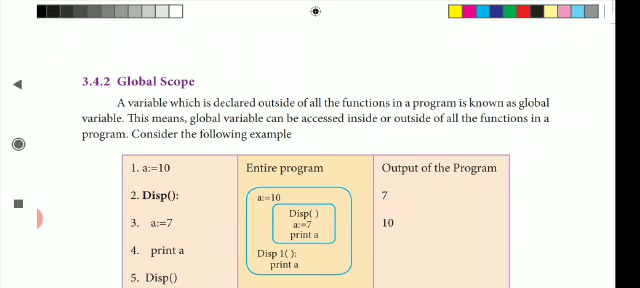 3.4.2 Global Scope
A variable which is declared outside of all the functions in a program is known as global
variable. This means, global variable can be accessed inside or outside of all the functions in a
program. Consider the following example
1. a:=10
2. Disp():
3. a:=7
4. print a
5. Disp()
Entire program
a:=10
Disp( )
a:=7
print a
Disp 1( ):
print a
Output of the Program
7
10